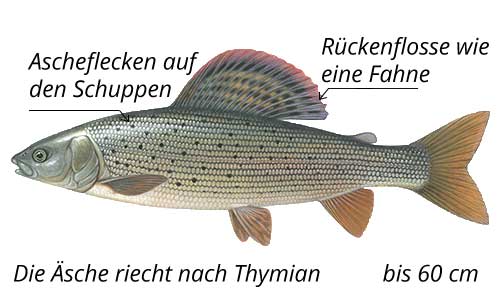 Ascheflecken auf
den Schuppen
Rückenflosse wie
eine Fahne
Die Äsche riecht nach Thymian
bis 60 cm